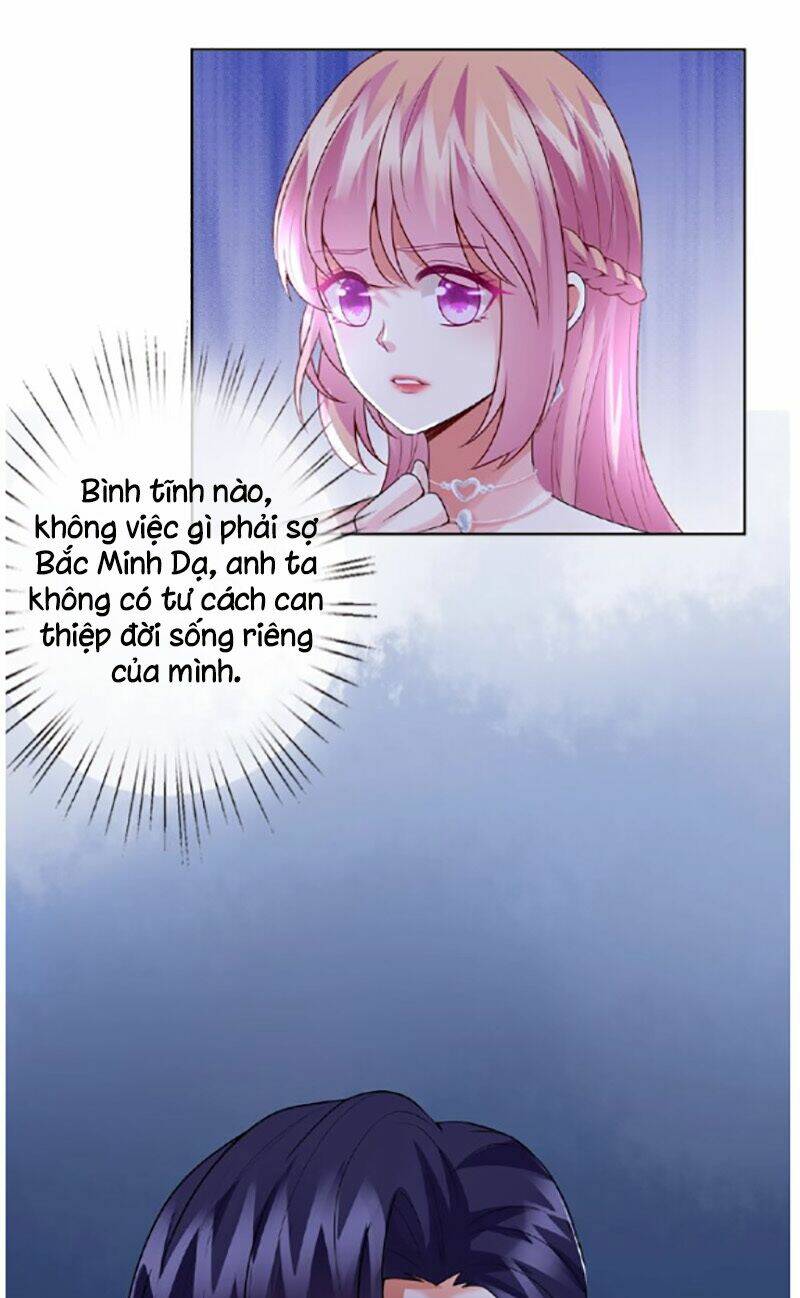 Bình tĩnh nào,
không việc gì phải sợ
Bắc Minh Dạ, anh ta
không có tư cách can
thiệp đời sống riêng
của mình.